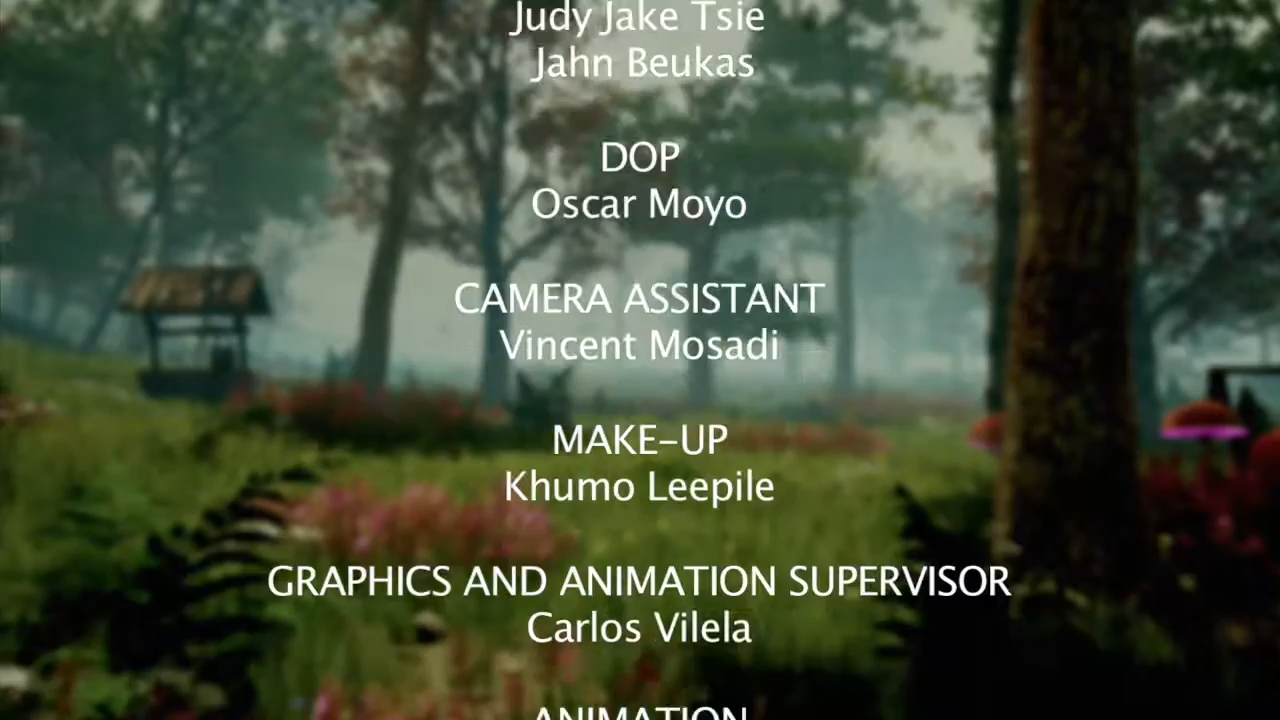 Judy Jake Tsie
Jahn Beukas
DOP
Oscar Moyo
CAMERA ASSISTANT
Vincent Mosadi
MAKE-UP
Khumo Leepile
GRAPHICS AND ANIMATION SUPERVISOR
Carlos Vilela
ANIMATION